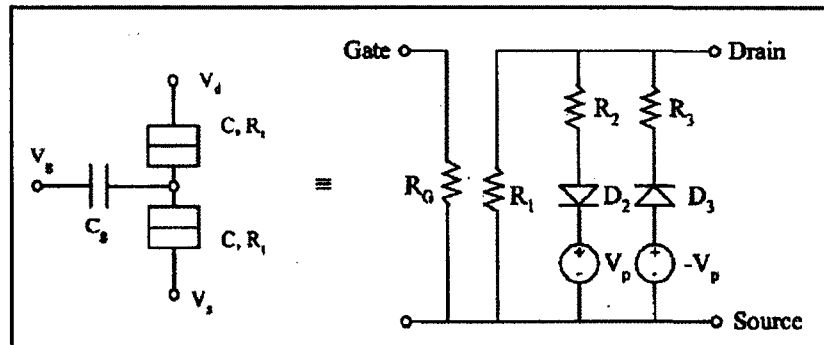 V_d
C, R_t
V_g
C_g
C, R_t
V_s
≡
Gate
Drain
R_2
R_3
R_G
R_1
D_2
D_3
V_p
-V_p
Source